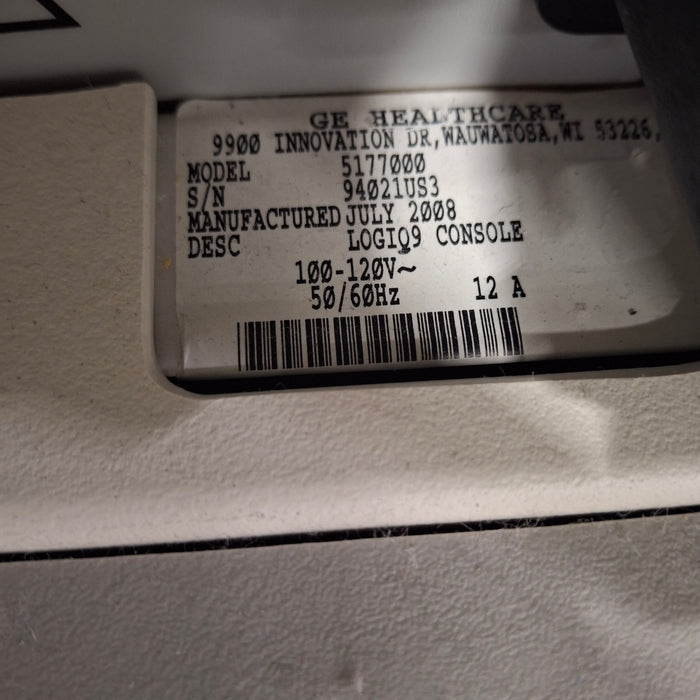 GE HEALTHCARE
9900 INNOVATION DR,WAUWATOSA,WI 53226,
MODEL 5177000
S/N 94021US3
MANUFACTURED JULY 2008
DESC LOGIQ9 CONSOLE
100-120V~
50/60Hz 12 A